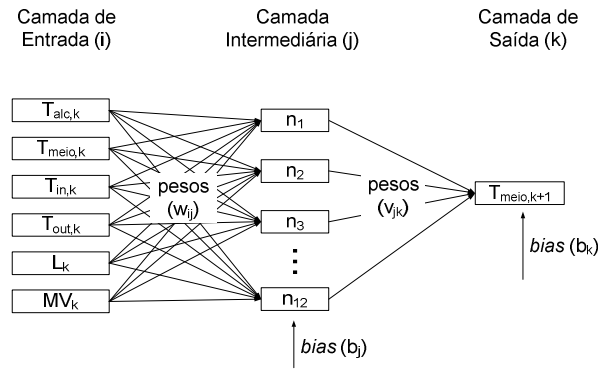 Camada de
Entrada (i)
Camada
Intermediária (j)
Camada de
Saída (k)
T_alc,k
T_meio,k
T_in,k
T_out,k
L_k
MV_k
pesos
(w_ij)
n_1
n_2
n_3
n_12
bias (b_j)
pesos
(v_jk)
T_meio,k+1
bias (b_k)